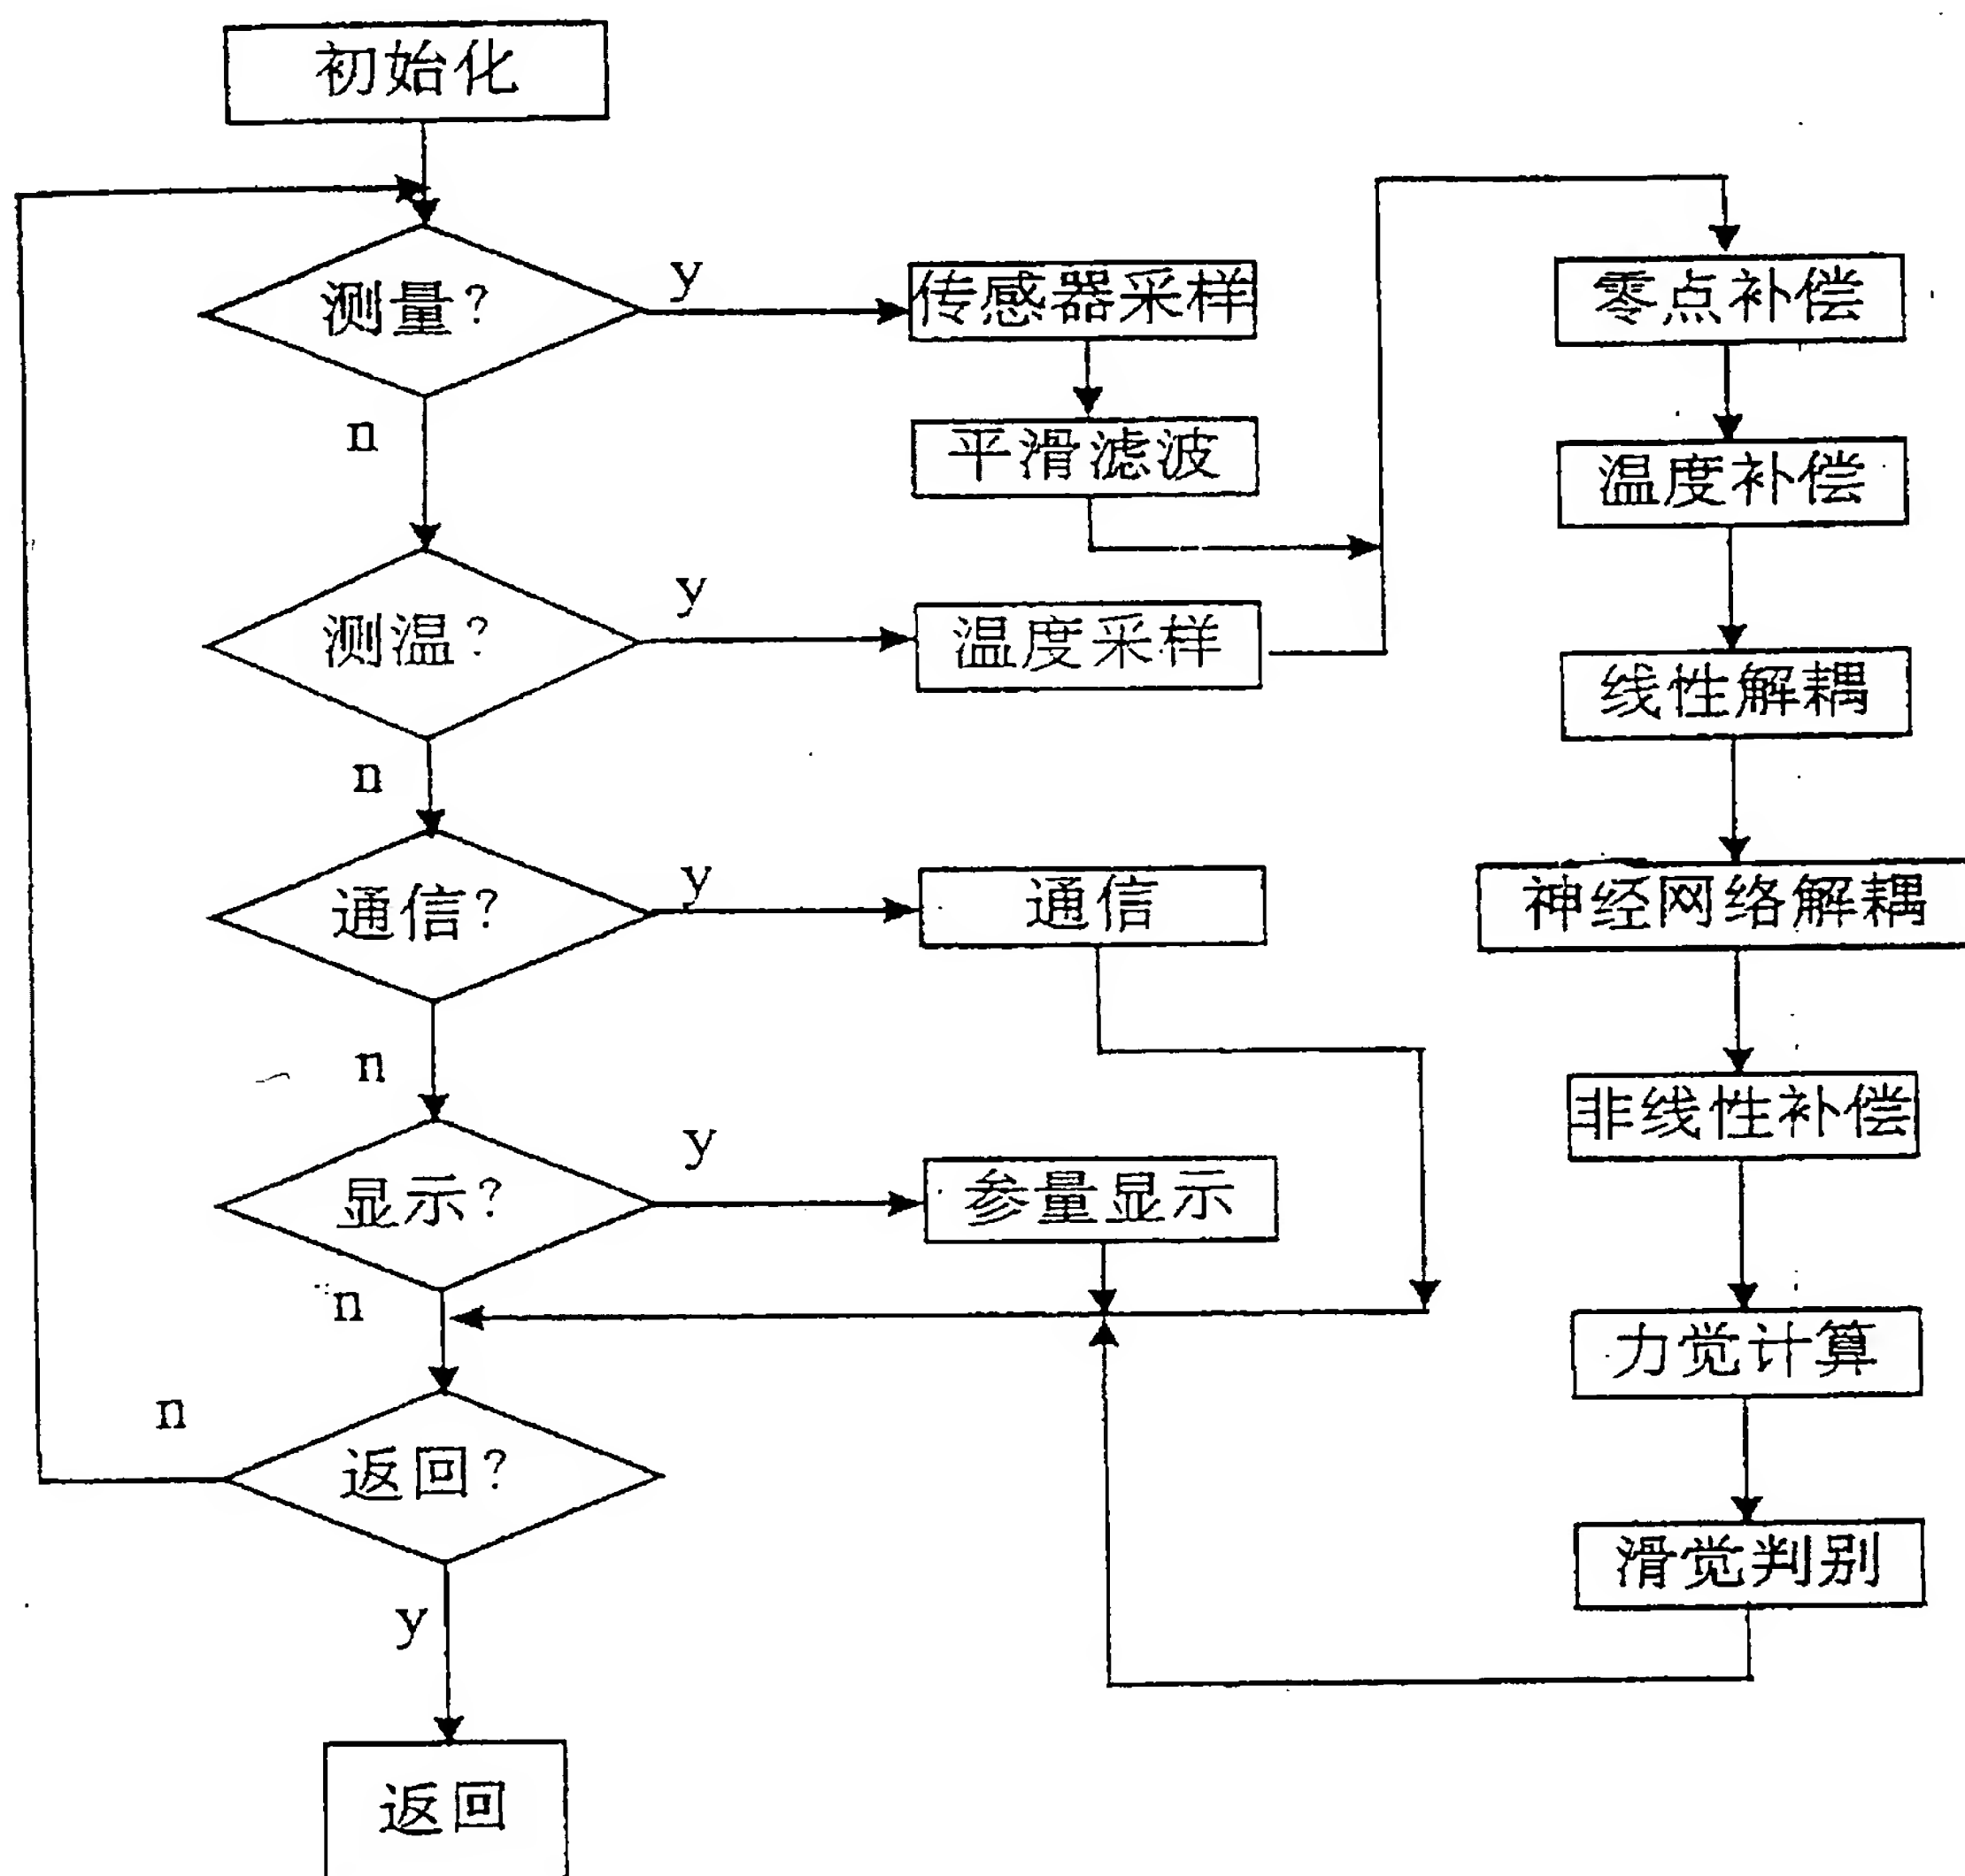 初始化
测量?
y
n
传感器采样
平滑滤波
测温?
y
n
温度采样
通信?
y
n
通信
显示?
y
n
参量显示
返回?
n
y
返回
零点补偿
温度补偿
线性解耦
神经网络解耦
非线性补偿
力觉计算
滑觉判别